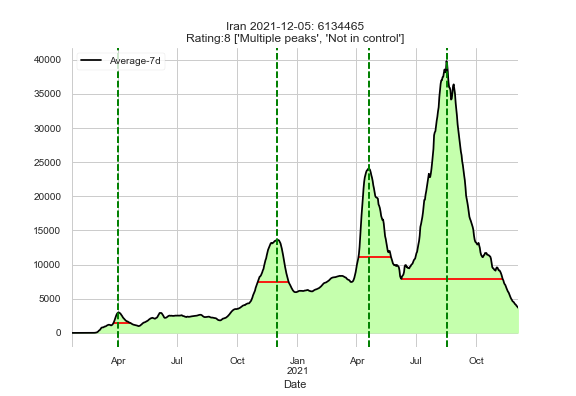 Iran 2021-12-05: 6134465
Rating:8 ['Multiple peaks', 'Not in control']
Average-7d
40000
35000
30000
25000
20000
15000
10000
5000
0
Apr Jul Oct Jan Apr Jul Oct
2021
Date